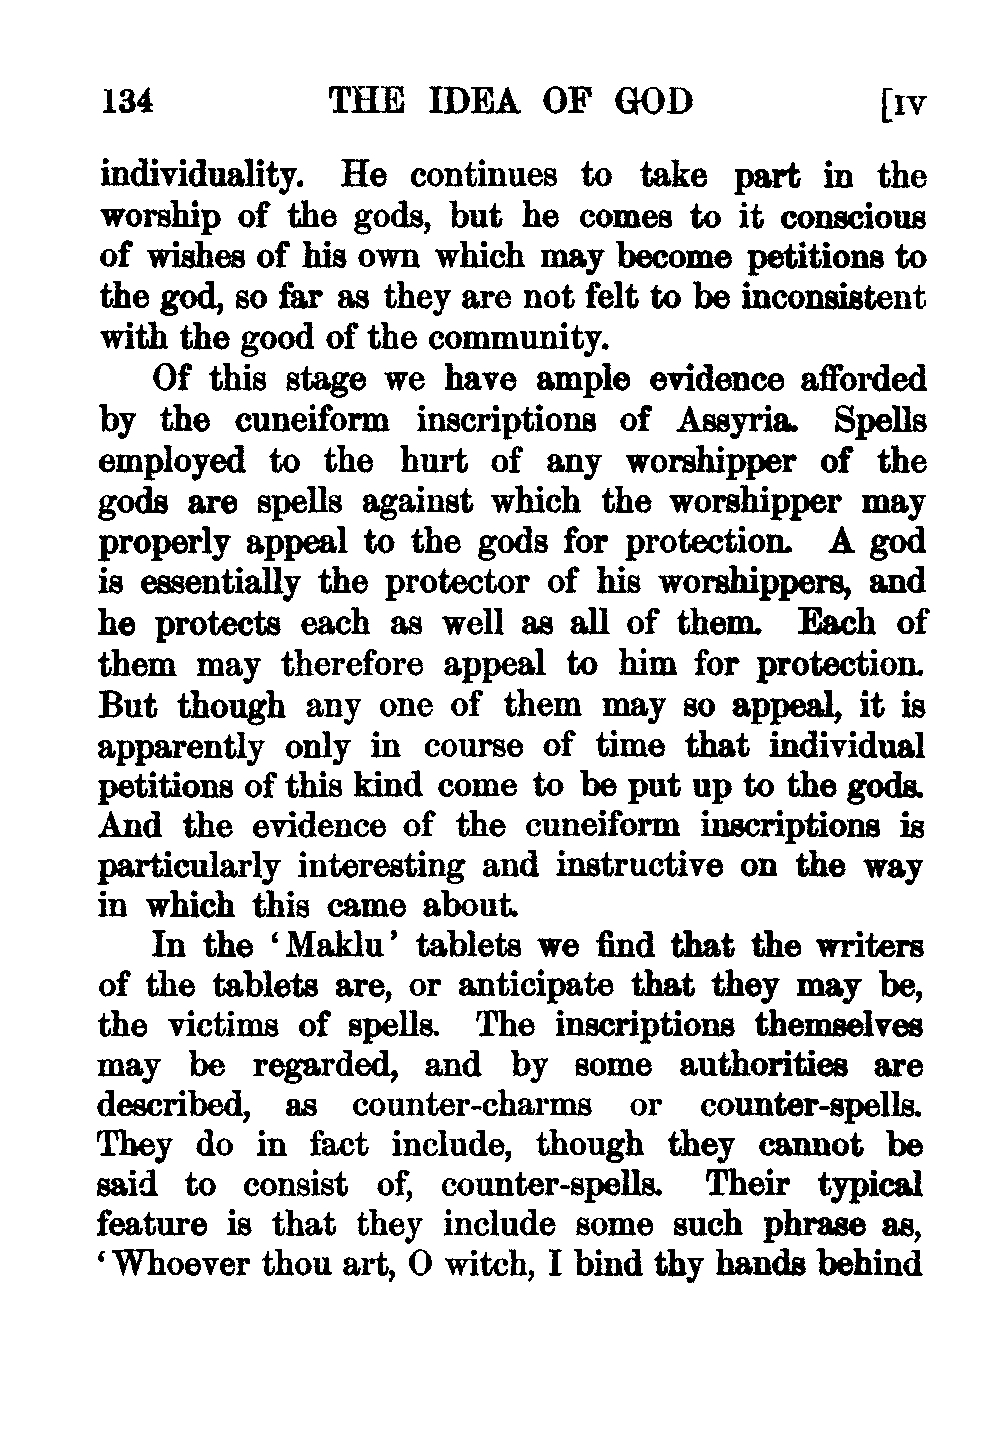 134 THE IDEA OF GOD [IV
individuality. He continues to take part in the
worship of the gods, but he comes to it conscious
of wishes of his own which may become petitions to
the god, so far as they are not felt to be inconsistent
with the good of the community.
Of this stage we have ample evidence afforded
by the cuneiform inscriptions of Assyria. Spells
employed to the hurt of any worshipper of the
gods are spells against which the worshipper may
properly appeal to the gods for protection. A god
is essentially the protector of his worshippers, and
he protects each as well as all of them. Each of
them may therefore appeal to him for protection.
But though any one of them may so appeal, it is
apparently only in course of time that individual
petitions of this kind come to be put up to the gods.
And the evidence of the cuneiform inscriptions is
particularly interesting and instructive on the way
in which this came about.
In the ‘Maklu’ tablets we find that the writers
of the tablets are, or anticipate that they may be,
the victims of spells. The inscriptions themselves
may be regarded, and by some authorities are
described, as counter-charms or counter-spells.
They do in fact include, though they cannot be
said to consist of, counter-spells. Their typical
feature is that they include some such phrase as,
‘Whoever thou art, O witch, I bind thy hands behind